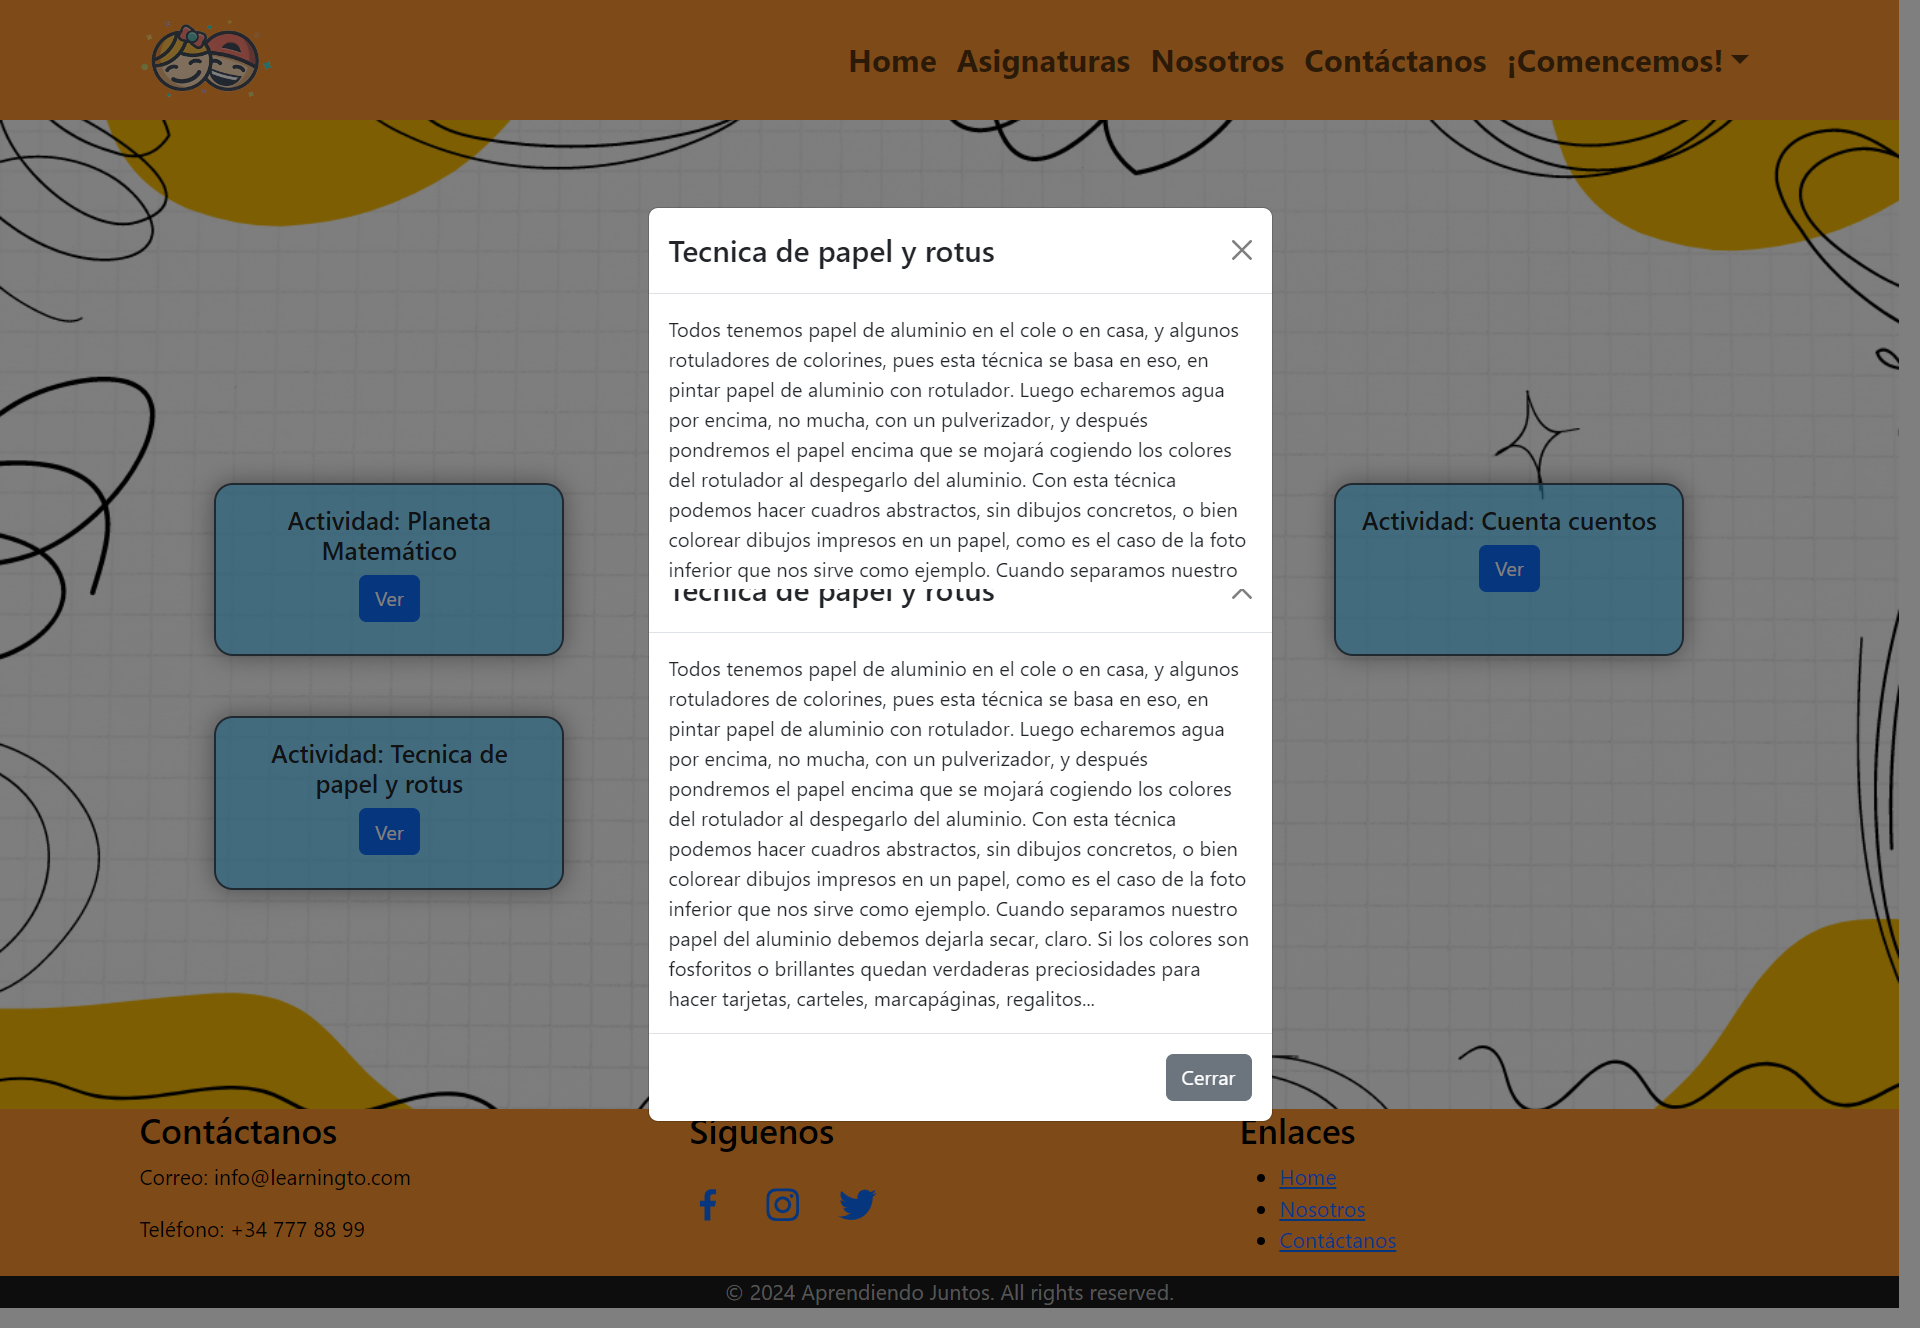 Home Asignaturas Nosotros Contáctanos ¡Comencemos!
Tecnica de papel y rotus
Todos tenemos papel de aluminio en el cole o en casa, y algunos
rotuladores de colorines, pues esta técnica se basa en eso, en
pintar papel de aluminio con rotulador. Luego echaremos agua
por encima, no mucha, con un pulverizador, y después
pondremos el papel encima que se mojará cogiendo los colores
del rotulador al despegarlo del aluminio. Con esta técnica
podemos hacer cuadros abstractos, sin dibujos concretos, o bien
colorear dibujos impresos en un papel, como es el caso de la foto
inferior que nos sirve como ejemplo. Cuando separamos nuestro
Tecnica de papel y rotus
Todos tenemos papel de aluminio en el cole o en casa, y algunos
rotuladores de colorines, pues esta técnica se basa en eso, en
pintar papel de aluminio con rotulador. Luego echaremos agua
por encima, no mucha, con un pulverizador, y después
pondremos el papel encima que se mojará cogiendo los colores
del rotulador al despegarlo del aluminio. Con esta técnica
podemos hacer cuadros abstractos, sin dibujos concretos, o bien
colorear dibujos impresos en un papel, como es el caso de la foto
inferior que nos sirve como ejemplo. Cuando separamos nuestro
papel del aluminio debemos dejarla secar, claro. Si los colores son
fosforitos o brillantes quedan verdaderas preciosidades para
hacer tarjetas, carteles, marcapáginas, regalitos...
Cerrar
Actividad: Planeta
Matemático
Ver
Actividad: Cuenta cuentos
Ver
Actividad: Tecnica de
papel y rotus
Ver
Contáctanos
Correo: info@learningto.com
Teléfono: +34 777 88 99
Síguenos
Enlaces
Home
Nosotros
Contáctanos
© 2024 Aprendiendo Juntos. All rights reserved.